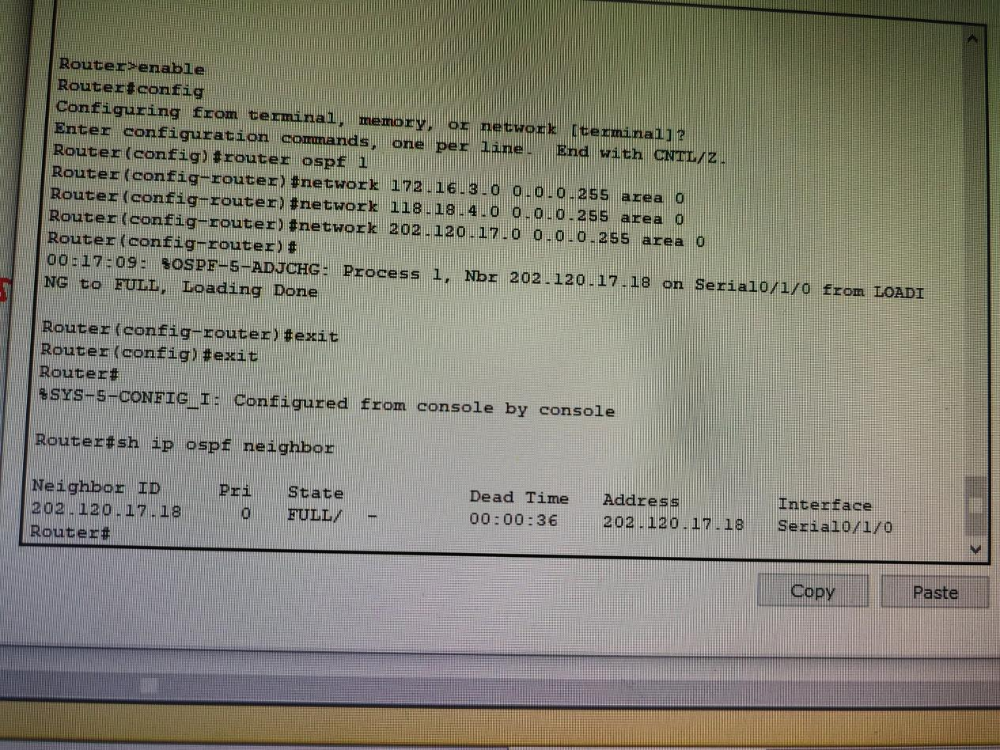 Router>enable
Router#config
Configuring from terminal, memory, or network [terminal]?
Enter configuration commands, one per line.  End with CNTL/Z.
Router(config)#router ospf 1
Router(config-router)#network 172.16.3.0 0.0.0.255 area 0
Router(config-router)#network 118.18.4.0 0.0.0.255 area 0
Router(config-router)#network 202.120.17.0 0.0.0.255 area 0
Router(config-router)#
00:17:09: %OSPF-5-ADJCHG: Process 1, Nbr 202.120.17.18 on Serial0/1/0 from LOADI
NG to FULL, Loading Done
Router(config-router)#exit
Router(config)#exit
Router#
%SYS-5-CONFIG_I: Configured from console by console
Router#sh ip ospf neighbor
Neighbor ID     Pri   State           Dead Time   Address         Interface
202.120.17.18     0   FULL/  -        00:00:36    202.120.17.18   Serial0/1/0
Router#
Copy Paste